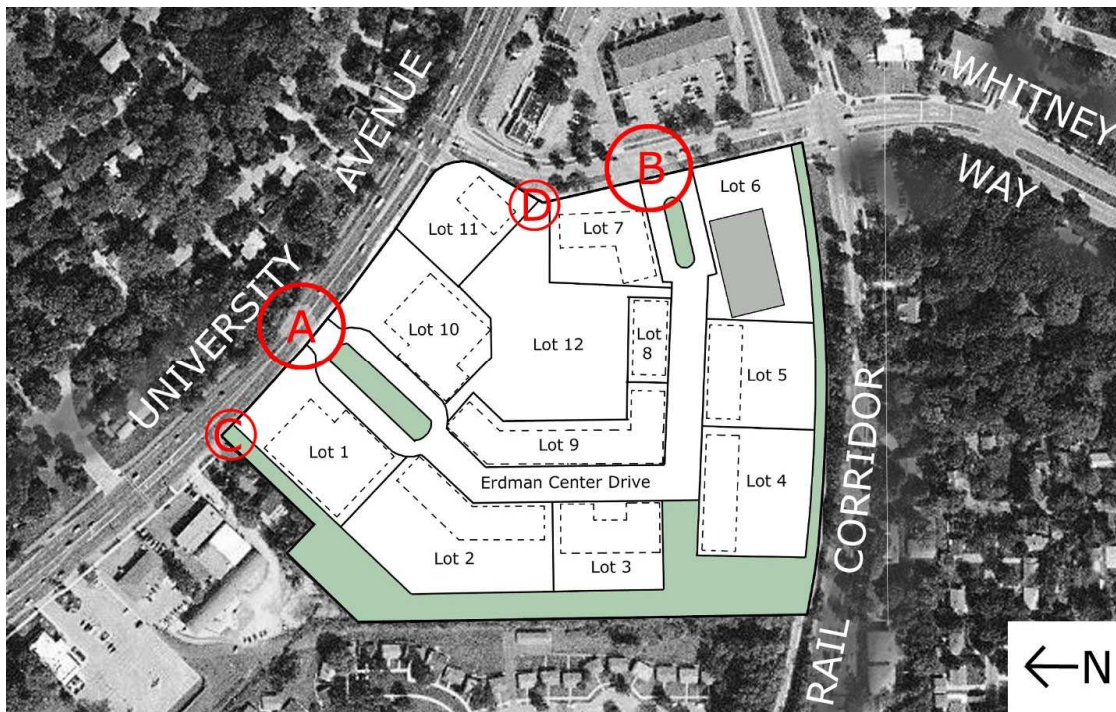 WHITNEY
WAY
UNIVERSITY AVENUE
B
D
A
C
Lot 6
Lot 7
Lot 11
Lot 10
Lot 12
Lot
8
Lot 5
Lot 1
Lot 9
Erdman Center Drive
Lot 4
Lot 2
Lot 3
RAIL CORRIDOR
N